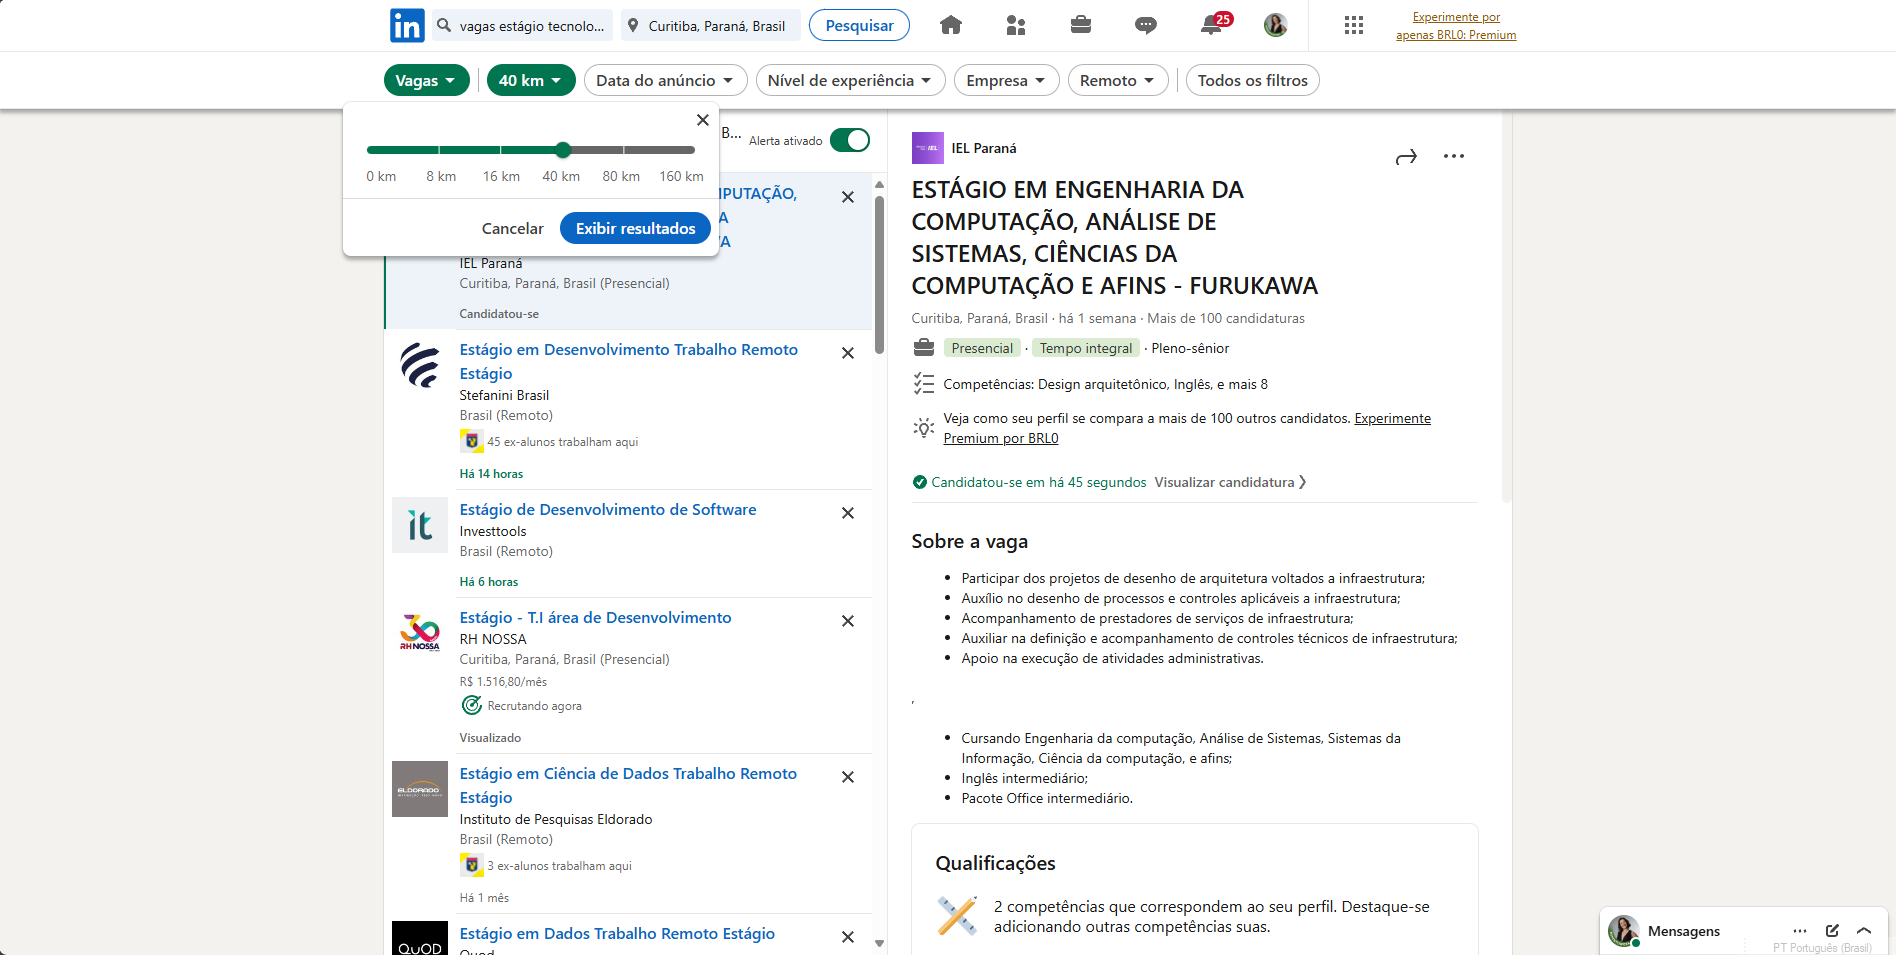 in
vagas estágio tecnolo...
Curitiba, Paraná, Brasil
Pesquisar
25
Experimente por
apenas BRL0: Premium
Vagas
40 km
Data do anúncio
Nível de experiência
Empresa
Remoto
Todos os filtros
0 km
8 km
16 km
40 km
80 km
160 km
Cancelar
Exibir resultados
B...
Alerta ativado
IPUTAÇÃO,
A
/A
IEL Paraná
Curitiba, Paraná, Brasil (Presencial)
Candidatou-se
Estágio em Desenvolvimento Trabalho Remoto
Estágio
Stefanini Brasil
Brasil (Remoto)
45 ex-alunos trabalham aqui
Há 14 horas
it
Estágio de Desenvolvimento de Software
Investtools
Brasil (Remoto)
Há 6 horas
30
RH NOSSA
Estágio - T.I área de Desenvolvimento
RH NOSSA
Curitiba, Paraná, Brasil (Presencial)
R$ 1.516,80/mês
Recrutando agora
Visualizado
ELDORADO
Estágio em Ciência de Dados Trabalho Remoto
Estágio
Instituto de Pesquisas Eldorado
Brasil (Remoto)
3 ex-alunos trabalham aqui
Há 1 mês
QuOD
Estágio em Dados Trabalho Remoto Estágio
Quod
IEL
IEL Paraná
ESTÁGIO EM ENGENHARIA DA
COMPUTAÇÃO, ANÁLISE DE
SISTEMAS, CIÊNCIAS DA
COMPUTAÇÃO E AFINS - FURUKAWA
Curitiba, Paraná, Brasil · há 1 semana · Mais de 100 candidaturas
Presencial · Tempo integral · Pleno-sênior
Competências: Design arquitetônico, Inglês, e mais 8
Veja como seu perfil se compara a mais de 100 outros candidatos. Experimente
Premium por BRL0
Candidatou-se em há 45 segundos Visualizar candidatura
Sobre a vaga
• Participar dos projetos de desenho de arquitetura voltados a infraestrutura;
• Auxílio no desenho de processos e controles aplicáveis a infraestrutura;
• Acompanhamento de prestadores de serviços de infraestrutura;
• Auxiliar na definição e acompanhamento de controles técnicos de infraestrutura;
• Apoio na execução de atividades administrativas.
,
• Cursando Engenharia da computação, Análise de Sistemas, Sistemas da
Informação, Ciência da computação, e afins;
• Inglês intermediário;
• Pacote Office intermediário.
Qualificações
2 competências que correspondem ao seu perfil. Destaque-se
adicionando outras competências suas.
Mensagens
PT Português (Brasil)